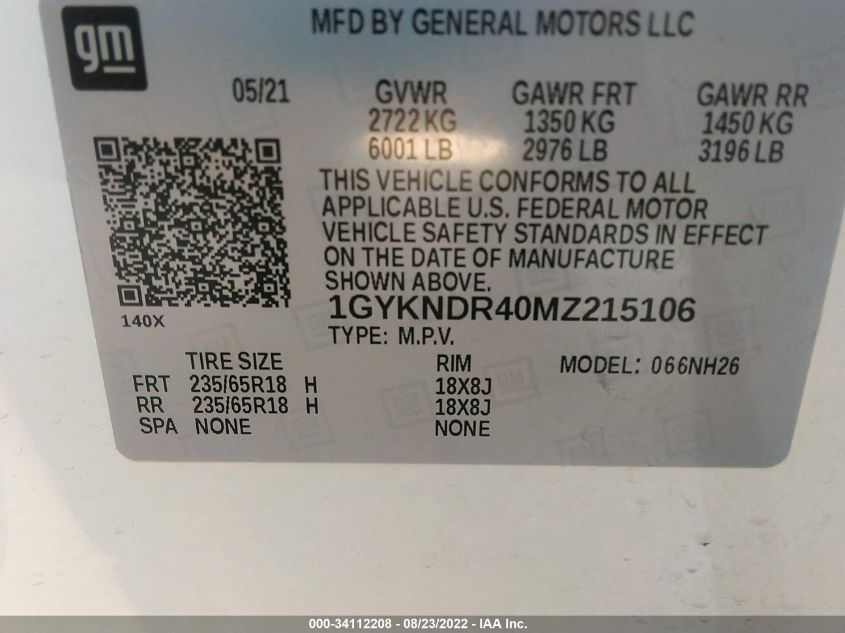 gm
MFD BY GENERAL MOTORS LLC
05/21 GVWR GAWR FRT GAWR RR
2722 KG 1350 KG 1450 KG
6001 LB 2976 LB 3196 LB
THIS VEHICLE CONFORMS TO ALL
APPLICABLE U.S. FEDERAL MOTOR
VEHICLE SAFETY STANDARDS IN EFFECT
ON THE DATE OF MANUFACTURE
SHOWN ABOVE.
140X
1GYKNDR40MZ215106
TYPE: M.P.V.
TIRE SIZE RIM MODEL: 066NH26
FRT 235/65R18 H 18X8J
RR 235/65R18 H 18X8J
SPA NONE NONE
000-34112208 - 08/23/2022 - IAA Inc.